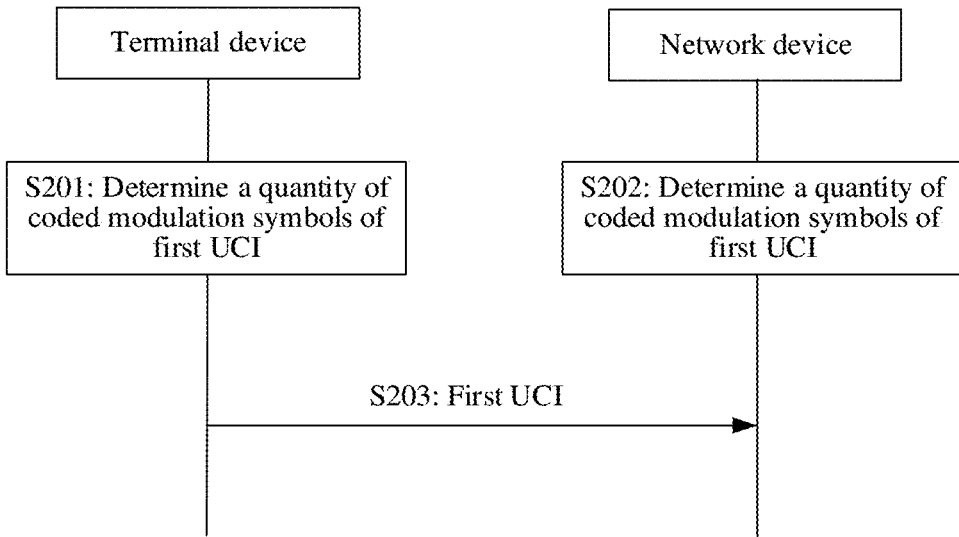 Terminal device
Network device
S201: Determine a quantity of
coded modulation symbols of
first UCI
S202: Determine a quantity of
coded modulation symbols of
first UCI
S203: First UCI